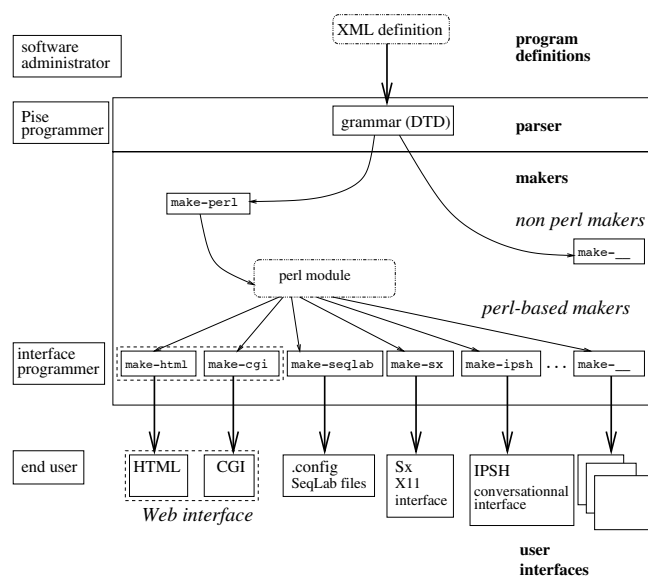 software
administrator
XML definition
program
definitions
Pise
programmer
grammar (DTD)
parser
makers
make-perl
non perl makers
make-__
perl module
perl-based makers
interface
programmer
make-html
make-cgi
make-seqlab
make-sx
make-ipsh
...
make-__
end user
HTML
CGI
.config
SeqLab files
Sx
X11
interface
IPSH
conversationnal
interface
Web interface
user
interfaces